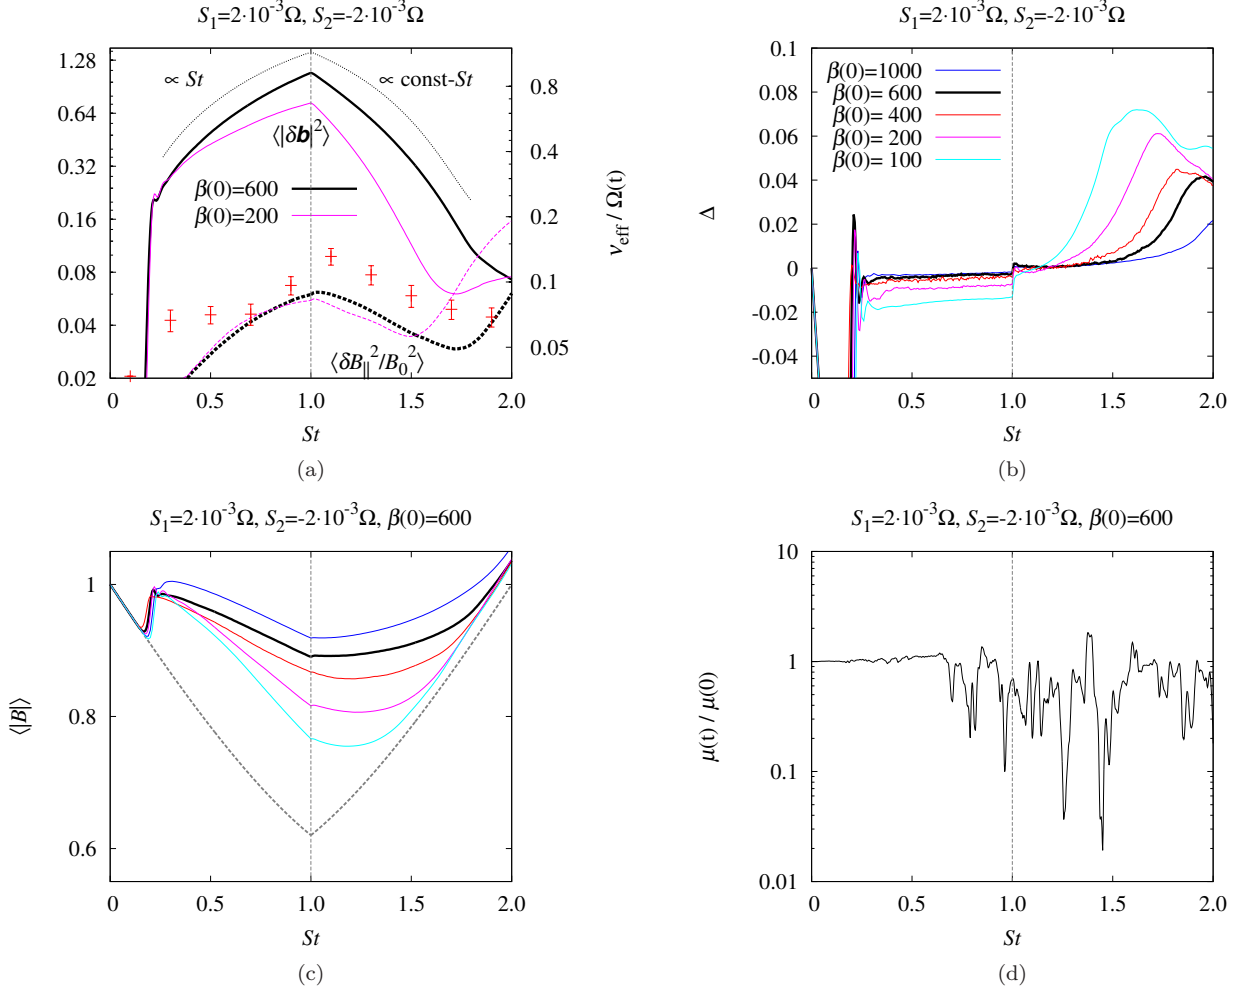 S₁=2·10⁻³Ω, S₂=-2·10⁻³Ω
1.28
0.64
0.32
0.16
0.08
0.04
0.02
∝ St
∝ const-St
⟨|δb|²⟩
β(0)=600
β(0)=200
⟨δB||²/B₀²⟩
0.8
0.4
0.2
0.1
0.05
ν_eff / Ω(t)
0 0.5 1.0 1.5 2.0
St
(a)
S₁=2·10⁻³Ω, S₂=-2·10⁻³Ω
0.1
0.08
0.06
0.04
0.02
0
-0.02
-0.04
Δ
β(0)=1000
β(0)= 600
β(0)= 400
β(0)= 200
β(0)= 100
0 0.5 1.0 1.5 2.0
St
(b)
S₁=2·10⁻³Ω, S₂=-2·10⁻³Ω, β(0)=600
1
0.8
0.6
⟨|B|⟩
0 0.5 1.0 1.5 2.0
St
(c)
S₁=2·10⁻³Ω, S₂=-2·10⁻³Ω, β(0)=600
10
1
0.1
0.01
μ(t) / μ(0)
0 0.5 1.0 1.5 2.0
St
(d)